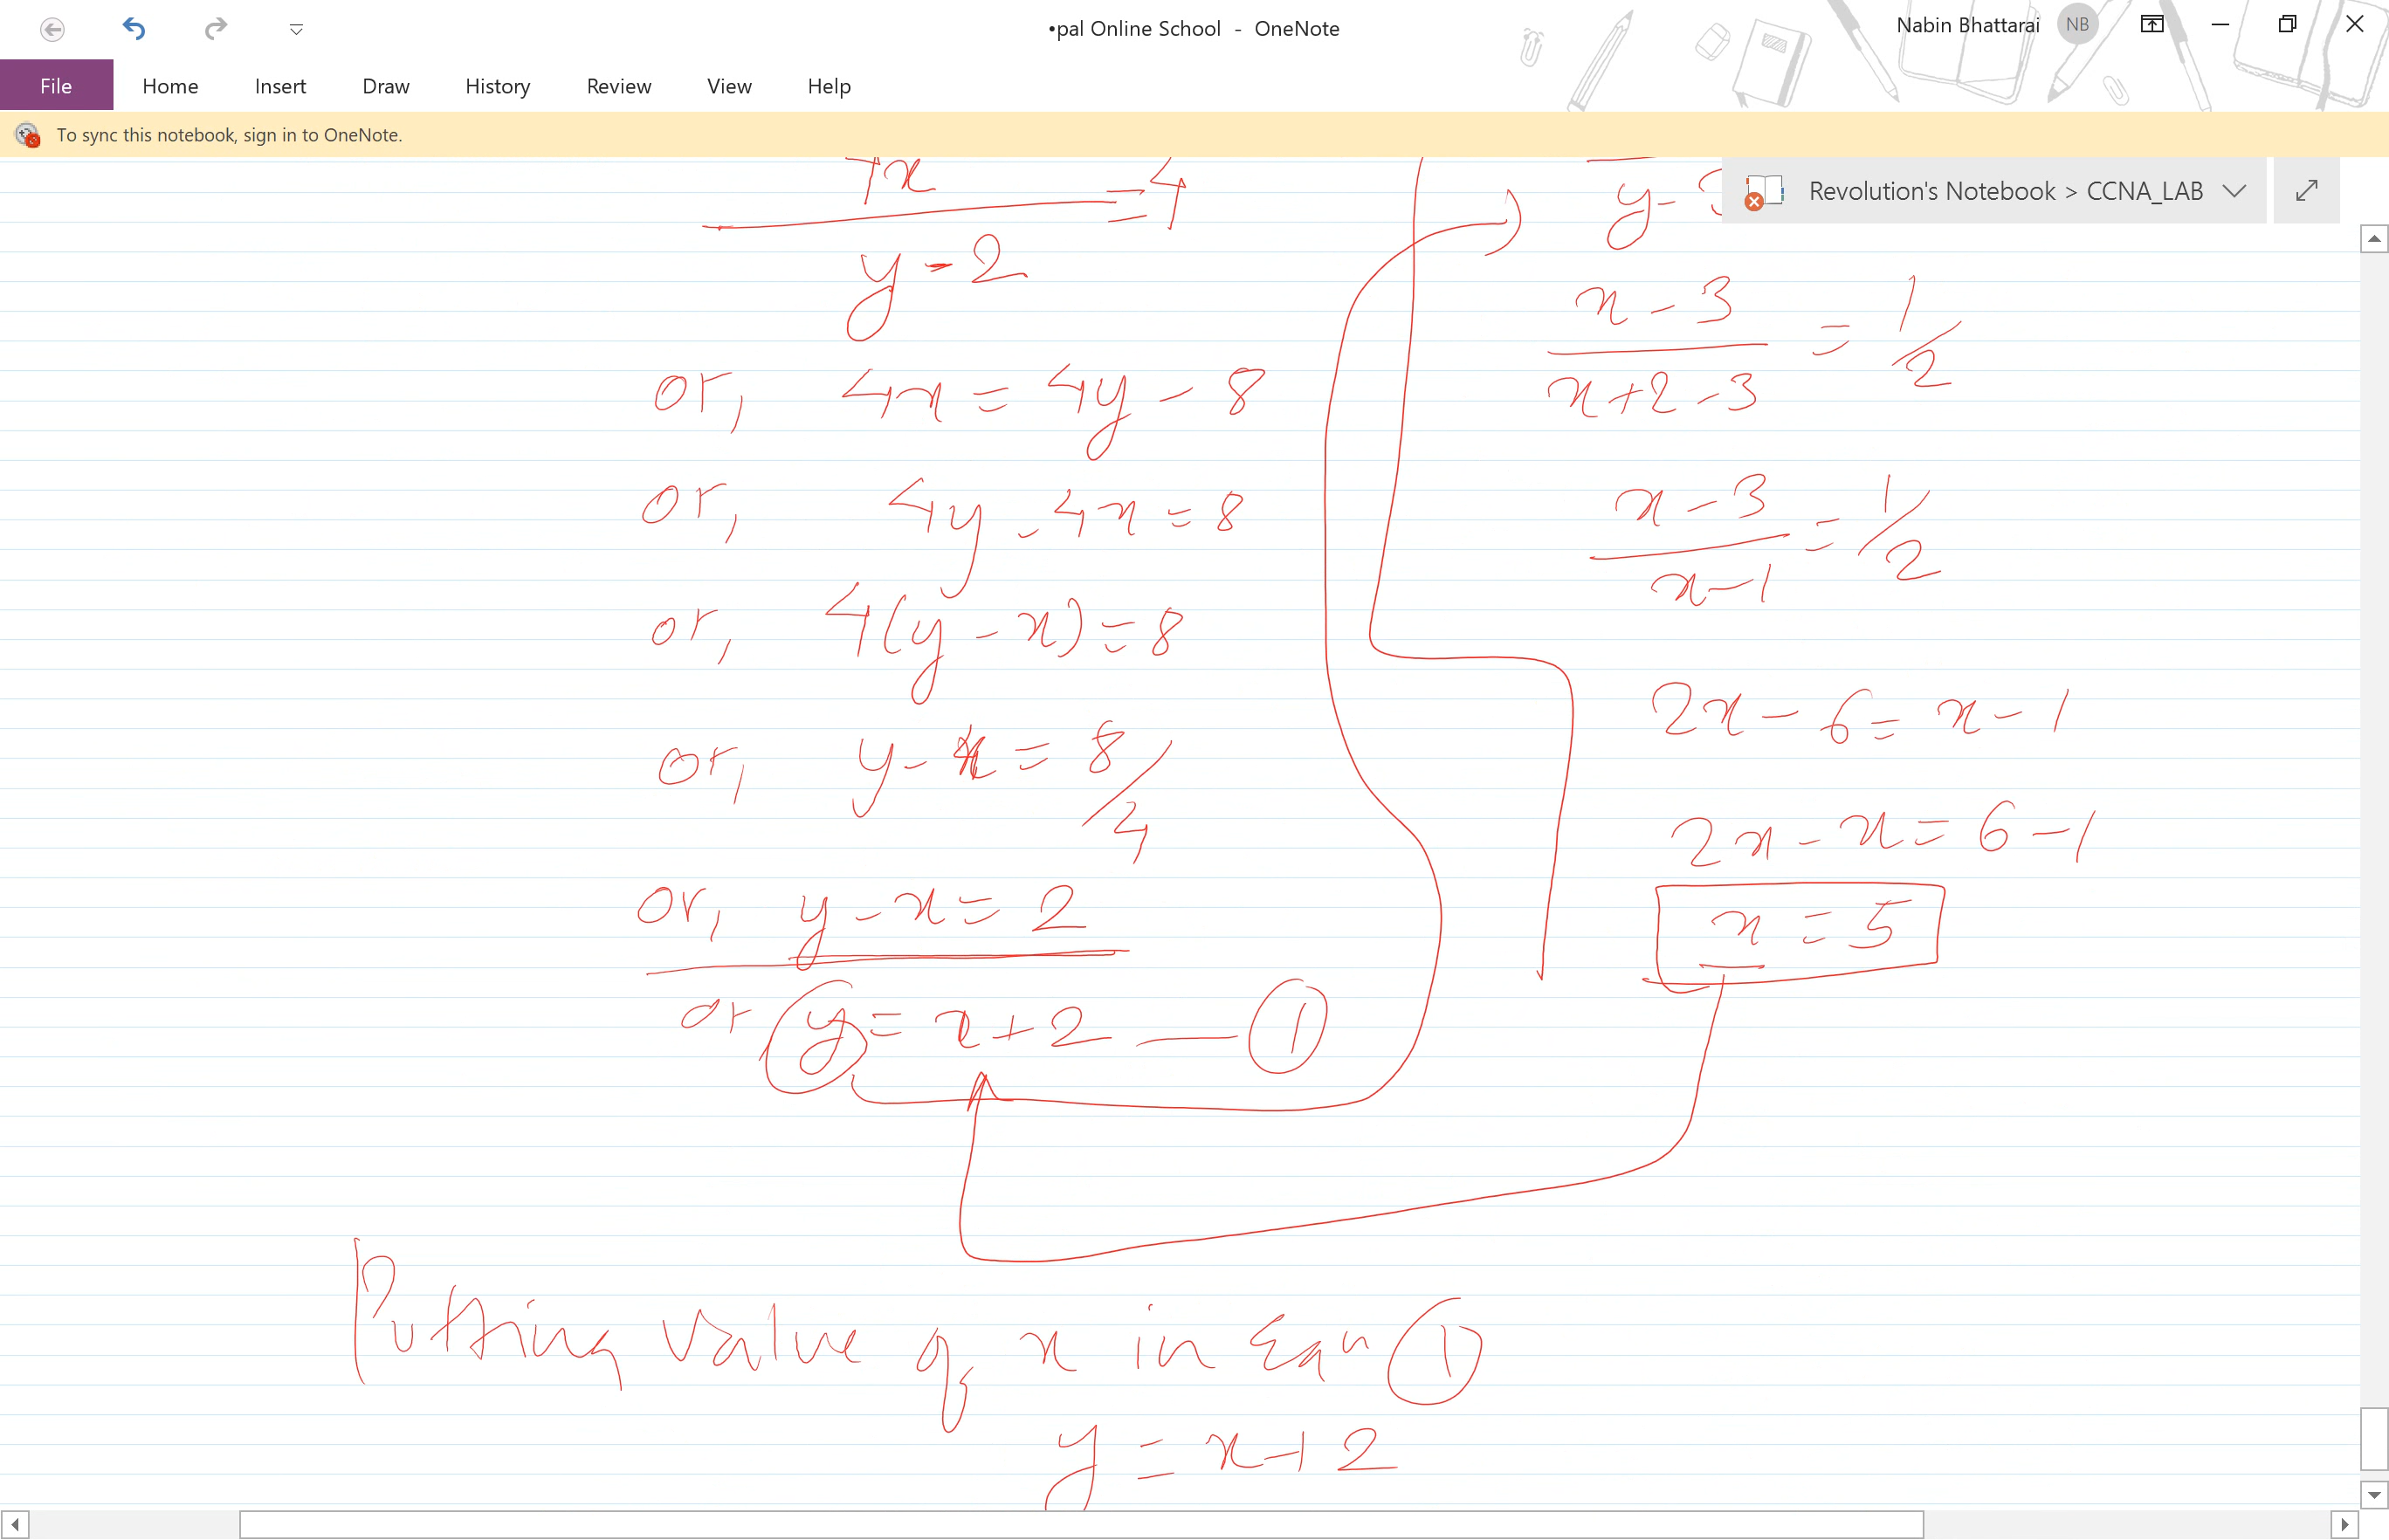 •pal Online School - OneNote
Nabin Bhattarai NB
File Home Insert Draw History Review View Help
To sync this notebook, sign in to OneNote.
Revolution's Notebook > CCNA_LAB
x
= 4
y - 2
or, 4x = 4y - 8
or, 4y - 4x = 8
or, 4(y - x) = 8
or, y - x = 8/4
or, y - x = 2
or y = x + 2 — ①
y -
x - 3
= 1/2
x + 2 - 3
x - 3
= 1/2
x - 1
2x - 6 = x - 1
2x - x = 6 - 1
x = 5
Putting value of x in Eqn ①
y = x + 2